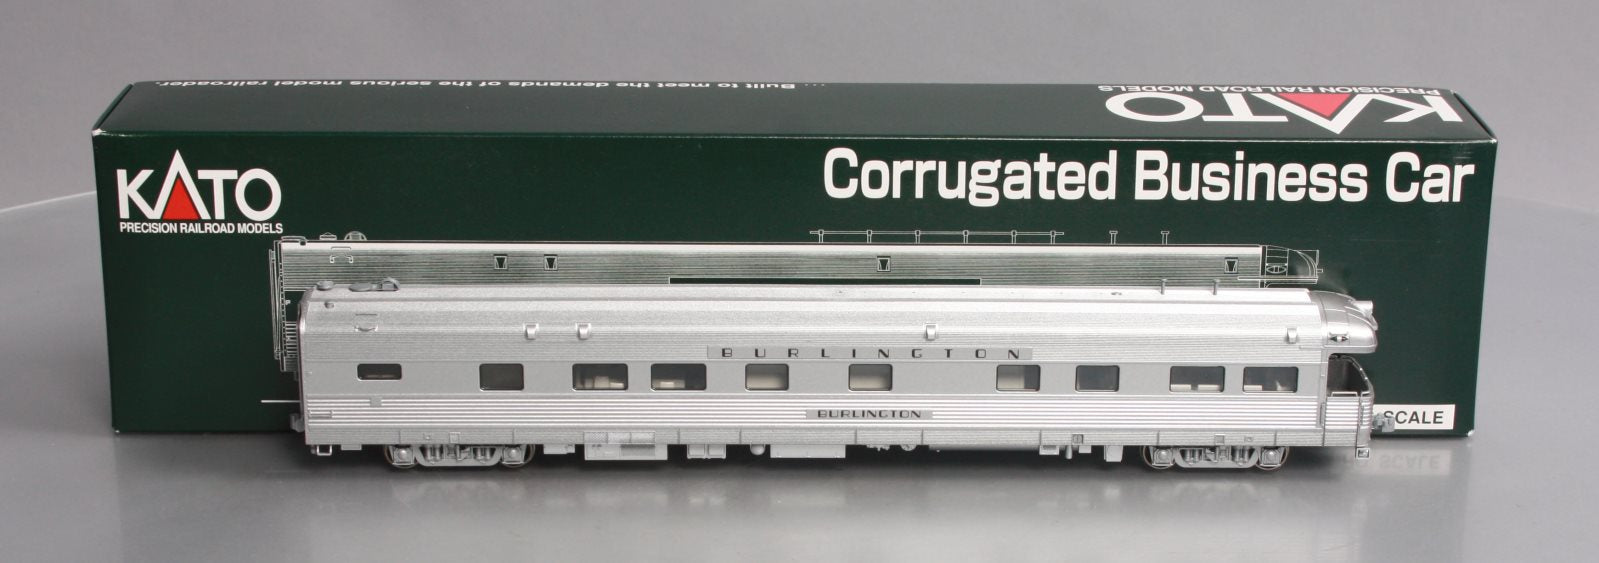 ... Built to meet the demands of the serious model railroader.
KATO
PRECISION RAILROAD MODELS
Corrugated Business Car
KATO
PRECISION RAILROAD MODELS
BURLINGTON
BURLINGTON
SCALE